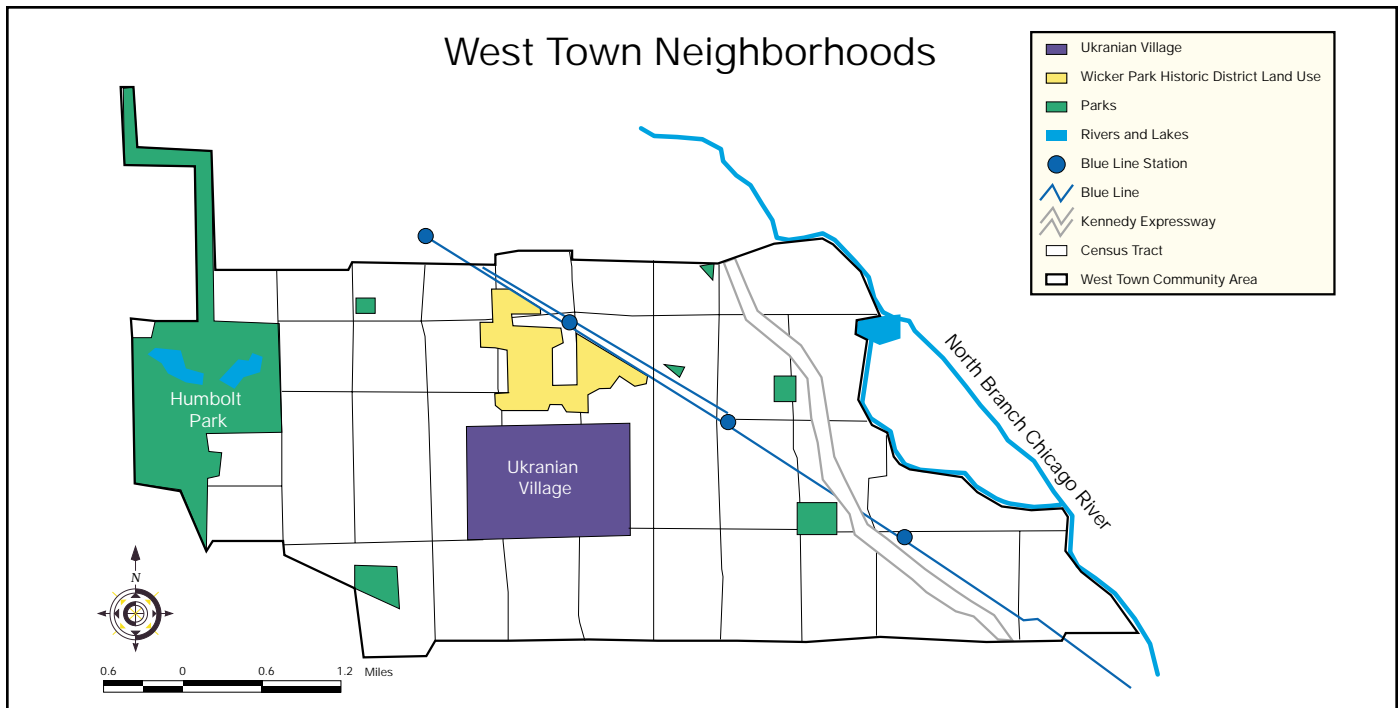 West Town Neighborhoods
Ukranian Village
Wicker Park Historic District Land Use
Parks
Rivers and Lakes
Blue Line Station
Blue Line
Kennedy Expressway
Census Tract
West Town Community Area
Humbolt
Park
Ukranian
Village
North Branch Chicago River
N
0.6 0 0.6 1.2 Miles